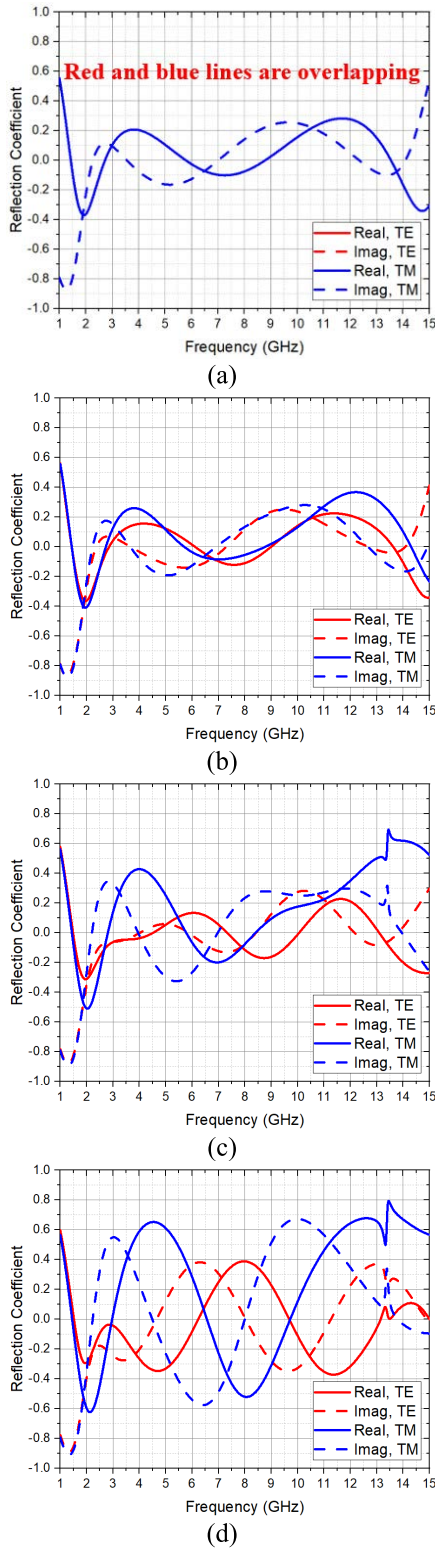 1.0
0.8
Red and blue lines are overlapping
0.6
0.4
0.2
0.0
-0.2
-0.4
-0.6
-0.8
-1.0
Reflection Coefficient
Real, TE
Imag, TE
Real, TM
Imag, TM
1 2 3 4 5 6 7 8 9 10 11 12 13 14 15
Frequency (GHz)
(a)
1.0
0.8
0.6
0.4
0.2
0.0
-0.2
-0.4
-0.6
-0.8
-1.0
Reflection Coefficient
Real, TE
Imag, TE
Real, TM
Imag, TM
1 2 3 4 5 6 7 8 9 10 11 12 13 14 15
Frequency (GHz)
(b)
1.0
0.8
0.6
0.4
0.2
0.0
-0.2
-0.4
-0.6
-0.8
-1.0
Reflection Coefficient
Real, TE
Imag, TE
Real, TM
Imag, TM
1 2 3 4 5 6 7 8 9 10 11 12 13 14 15
Frequency (GHz)
(c)
1.0
0.8
0.6
0.4
0.2
0.0
-0.2
-0.4
-0.6
-0.8
-1.0
Reflection Coefficient
Real, TE
Imag, TE
Real, TM
Imag, TM
1 2 3 4 5 6 7 8 9 10 11 12 13 14 15
Frequency (GHz)
(d)